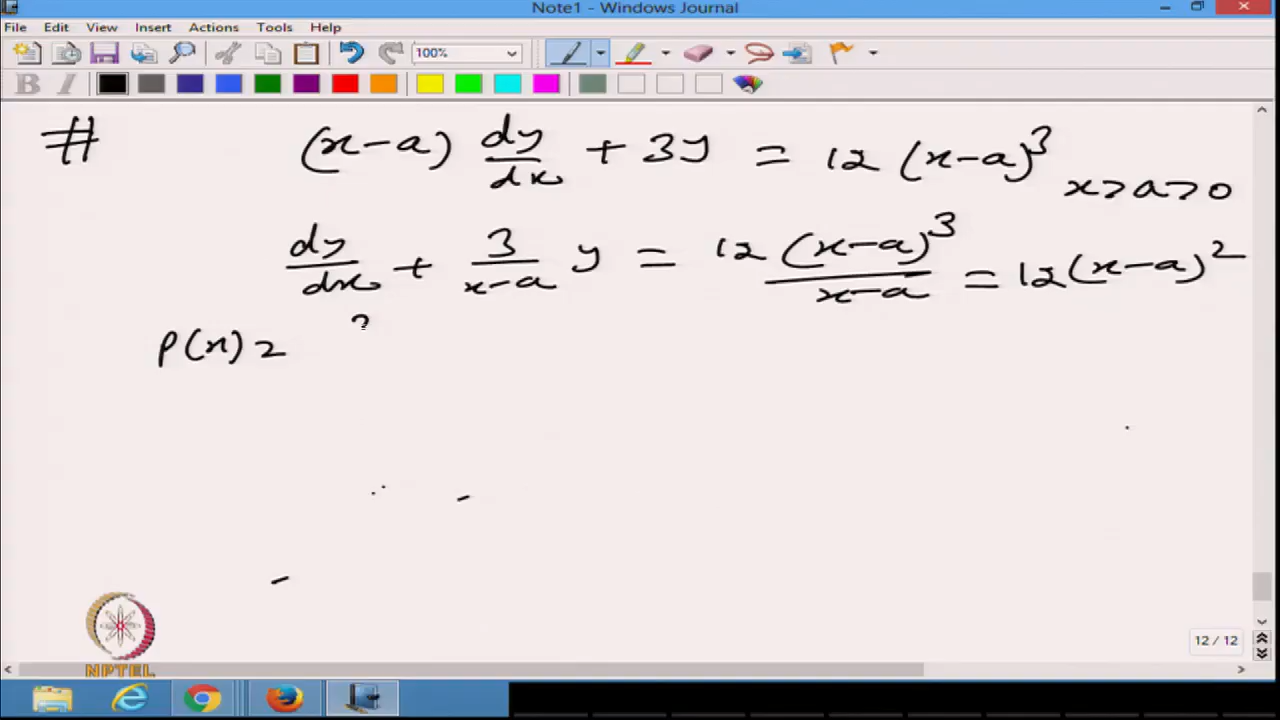 Note1 - Windows Journal
File Edit View Insert Actions Tools Help
100%
B I
# (x-a) dy/dx + 3y = 12 (x-a)³
x>a>0
dy/dx + 3/(x-a) y = 12 (x-a)³/(x-a) = 12(x-a)²
P(x) =
12 / 12
NPTEL